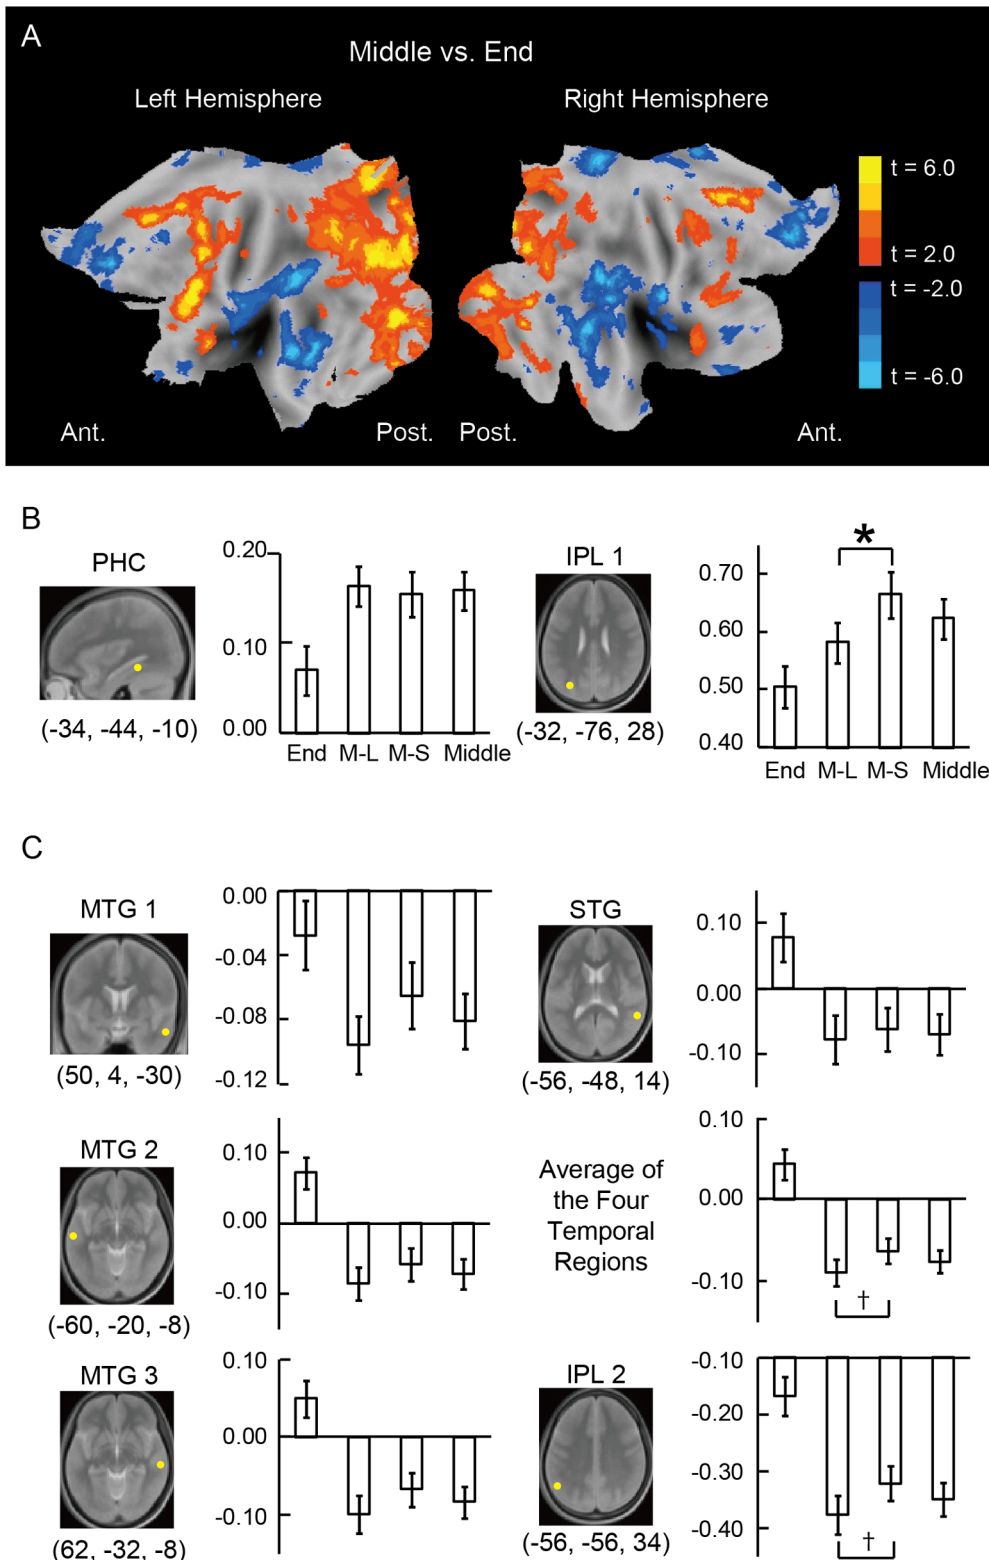 A
Middle vs. End
Left Hemisphere
Right Hemisphere
t = 6.0
t = 2.0
t = -2.0
t = -6.0
Ant.
Post.
Post.
Ant.
B
PHC
(-34, -44, -10)
0.20
0.10
0.00
End M-L M-S Middle
IPL 1
(-32, -76, 28)
*
0.70
0.60
0.50
0.40
End M-L M-S Middle
C
MTG 1
(50, 4, -30)
0.00
-0.04
-0.08
-0.12
STG
(-56, -48, 14)
0.10
0.00
-0.10
MTG 2
(-60, -20, -8)
0.10
0.00
-0.10
Average of
the Four
Temporal
Regions
0.10
0.00
-0.10
†
MTG 3
(62, -32, -8)
0.10
0.00
-0.10
IPL 2
(-56, -56, 34)
-0.10
-0.20
-0.30
-0.40
†